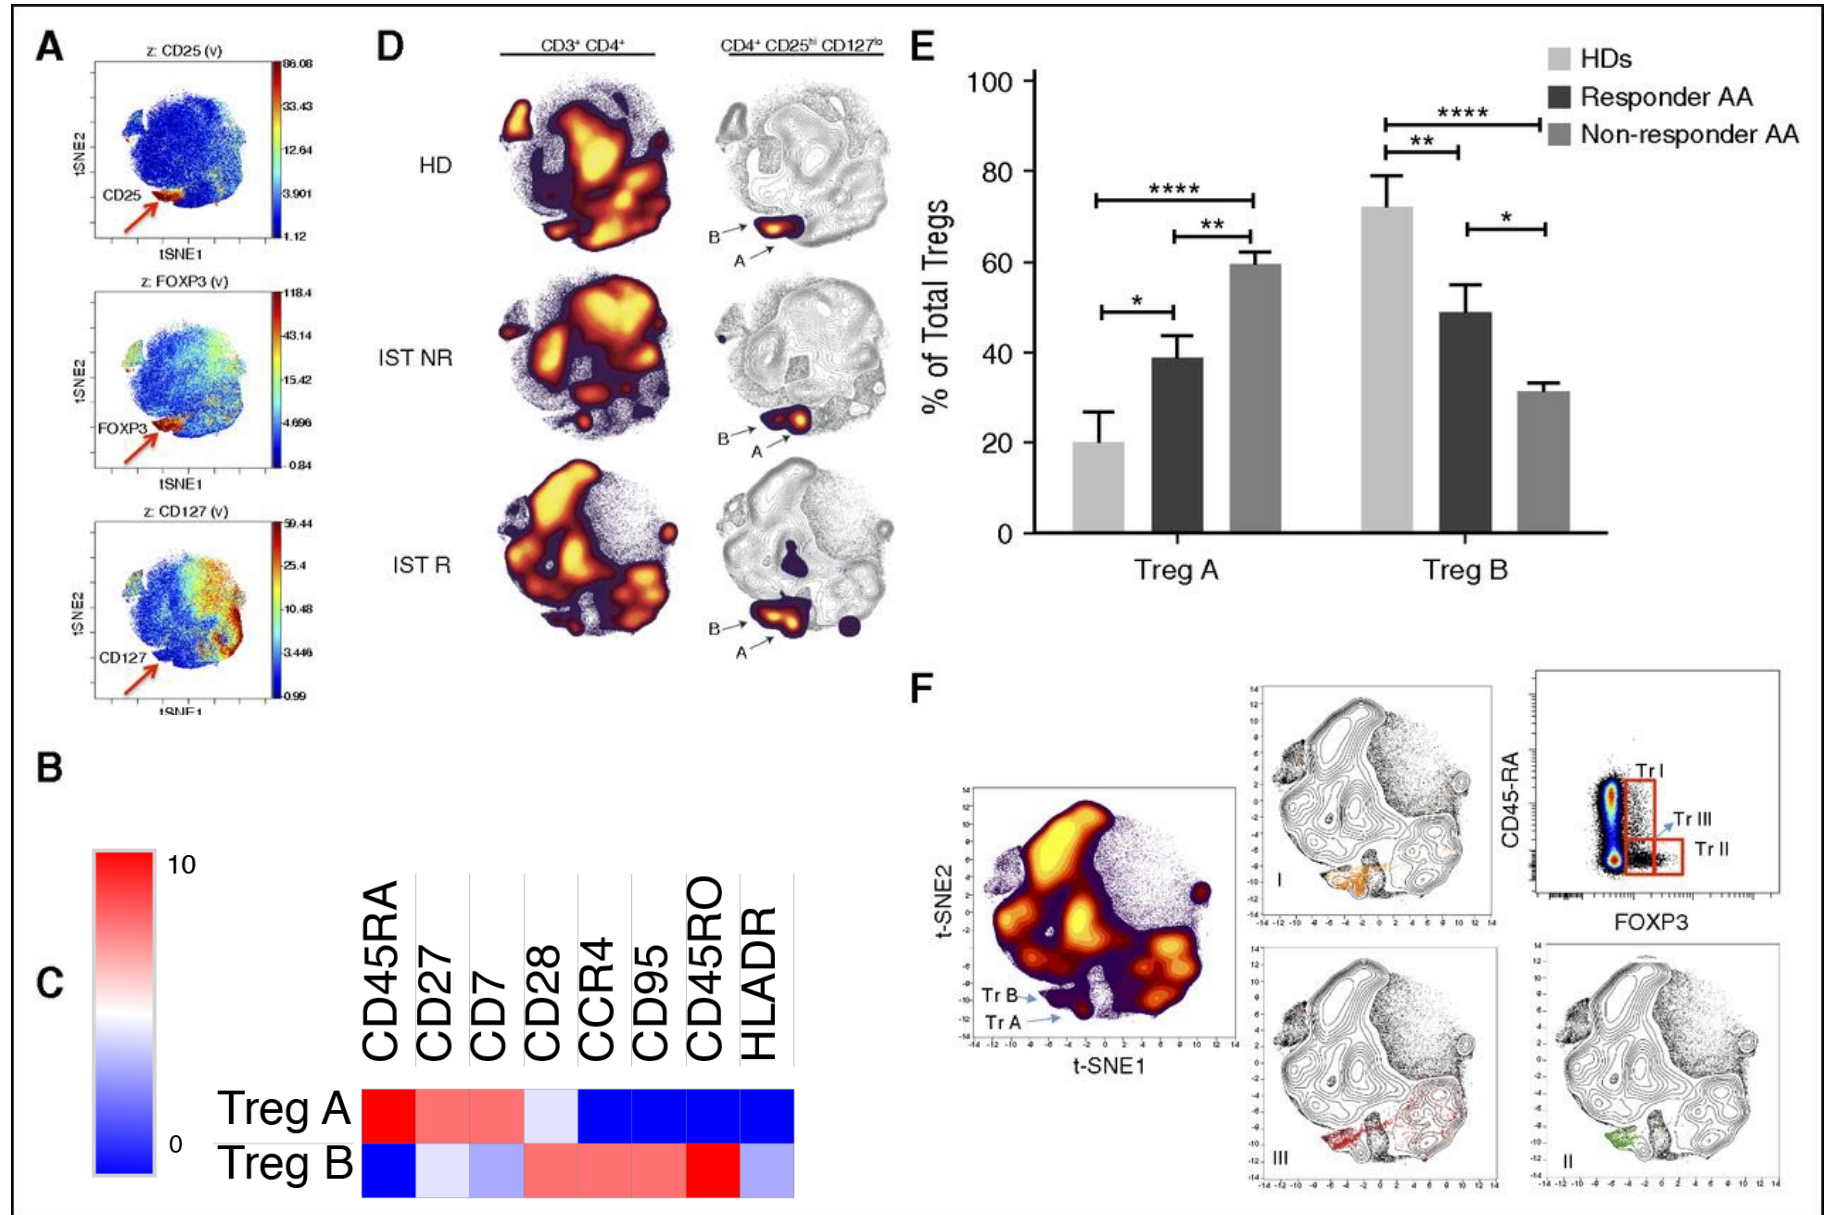 A
z: CD25 (v)
tSNE2
CD25
86.08
33.43
12.64
3.901
-1.12
tSNE1
z: FOXP3 (v)
tSNE2
FOXP3
118.4
43.14
15.42
4.696
0.84
tSNE1
z: CD127 (v)
tSNE2
CD127
59.44
25.4
10.48
3.446
0.99
tSNE1
B
C
10
0
CD45RA
CD27
CD7
CD28
CCR4
CD95
CD45RO
HLADR
Treg A
Treg B
D
CD3+ CD4+
CD4+ CD25hi CD127lo
HD
B
A
IST NR
B
A
IST R
B
A
E
HDs
Responder AA
Non-responder AA
% of Total Tregs
100
80
60
40
20
0
****
**
*
****
**
*
Treg A
Treg B
F
t-SNE2
t-SNE1
Tr B
Tr A
I
CD45-RA
FOXP3
Tr I
Tr III
Tr II
III
II